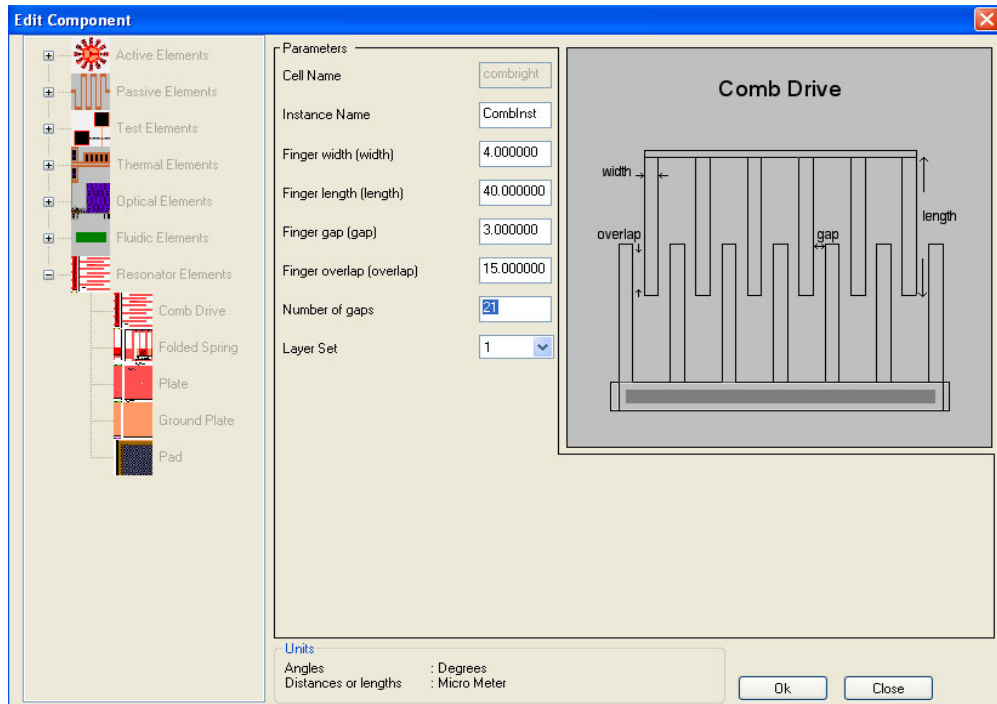 Edit Component
Active Elements
Passive Elements
Test Elements
Thermal Elements
Optical Elements
Fluidic Elements
Resonator Elements
Comb Drive
Folded Spring
Plate
Ground Plate
Pad
Parameters
Cell Name combright
Instance Name CombInst
Finger width (width) 4.000000
Finger length (length) 40.000000
Finger gap (gap) 3.000000
Finger overlap (overlap) 15.000000
Number of gaps 21
Layer Set 1
Comb Drive
width
length
overlap
gap
Units
Angles : Degrees
Distances or lengths : Micro Meter
Ok Close